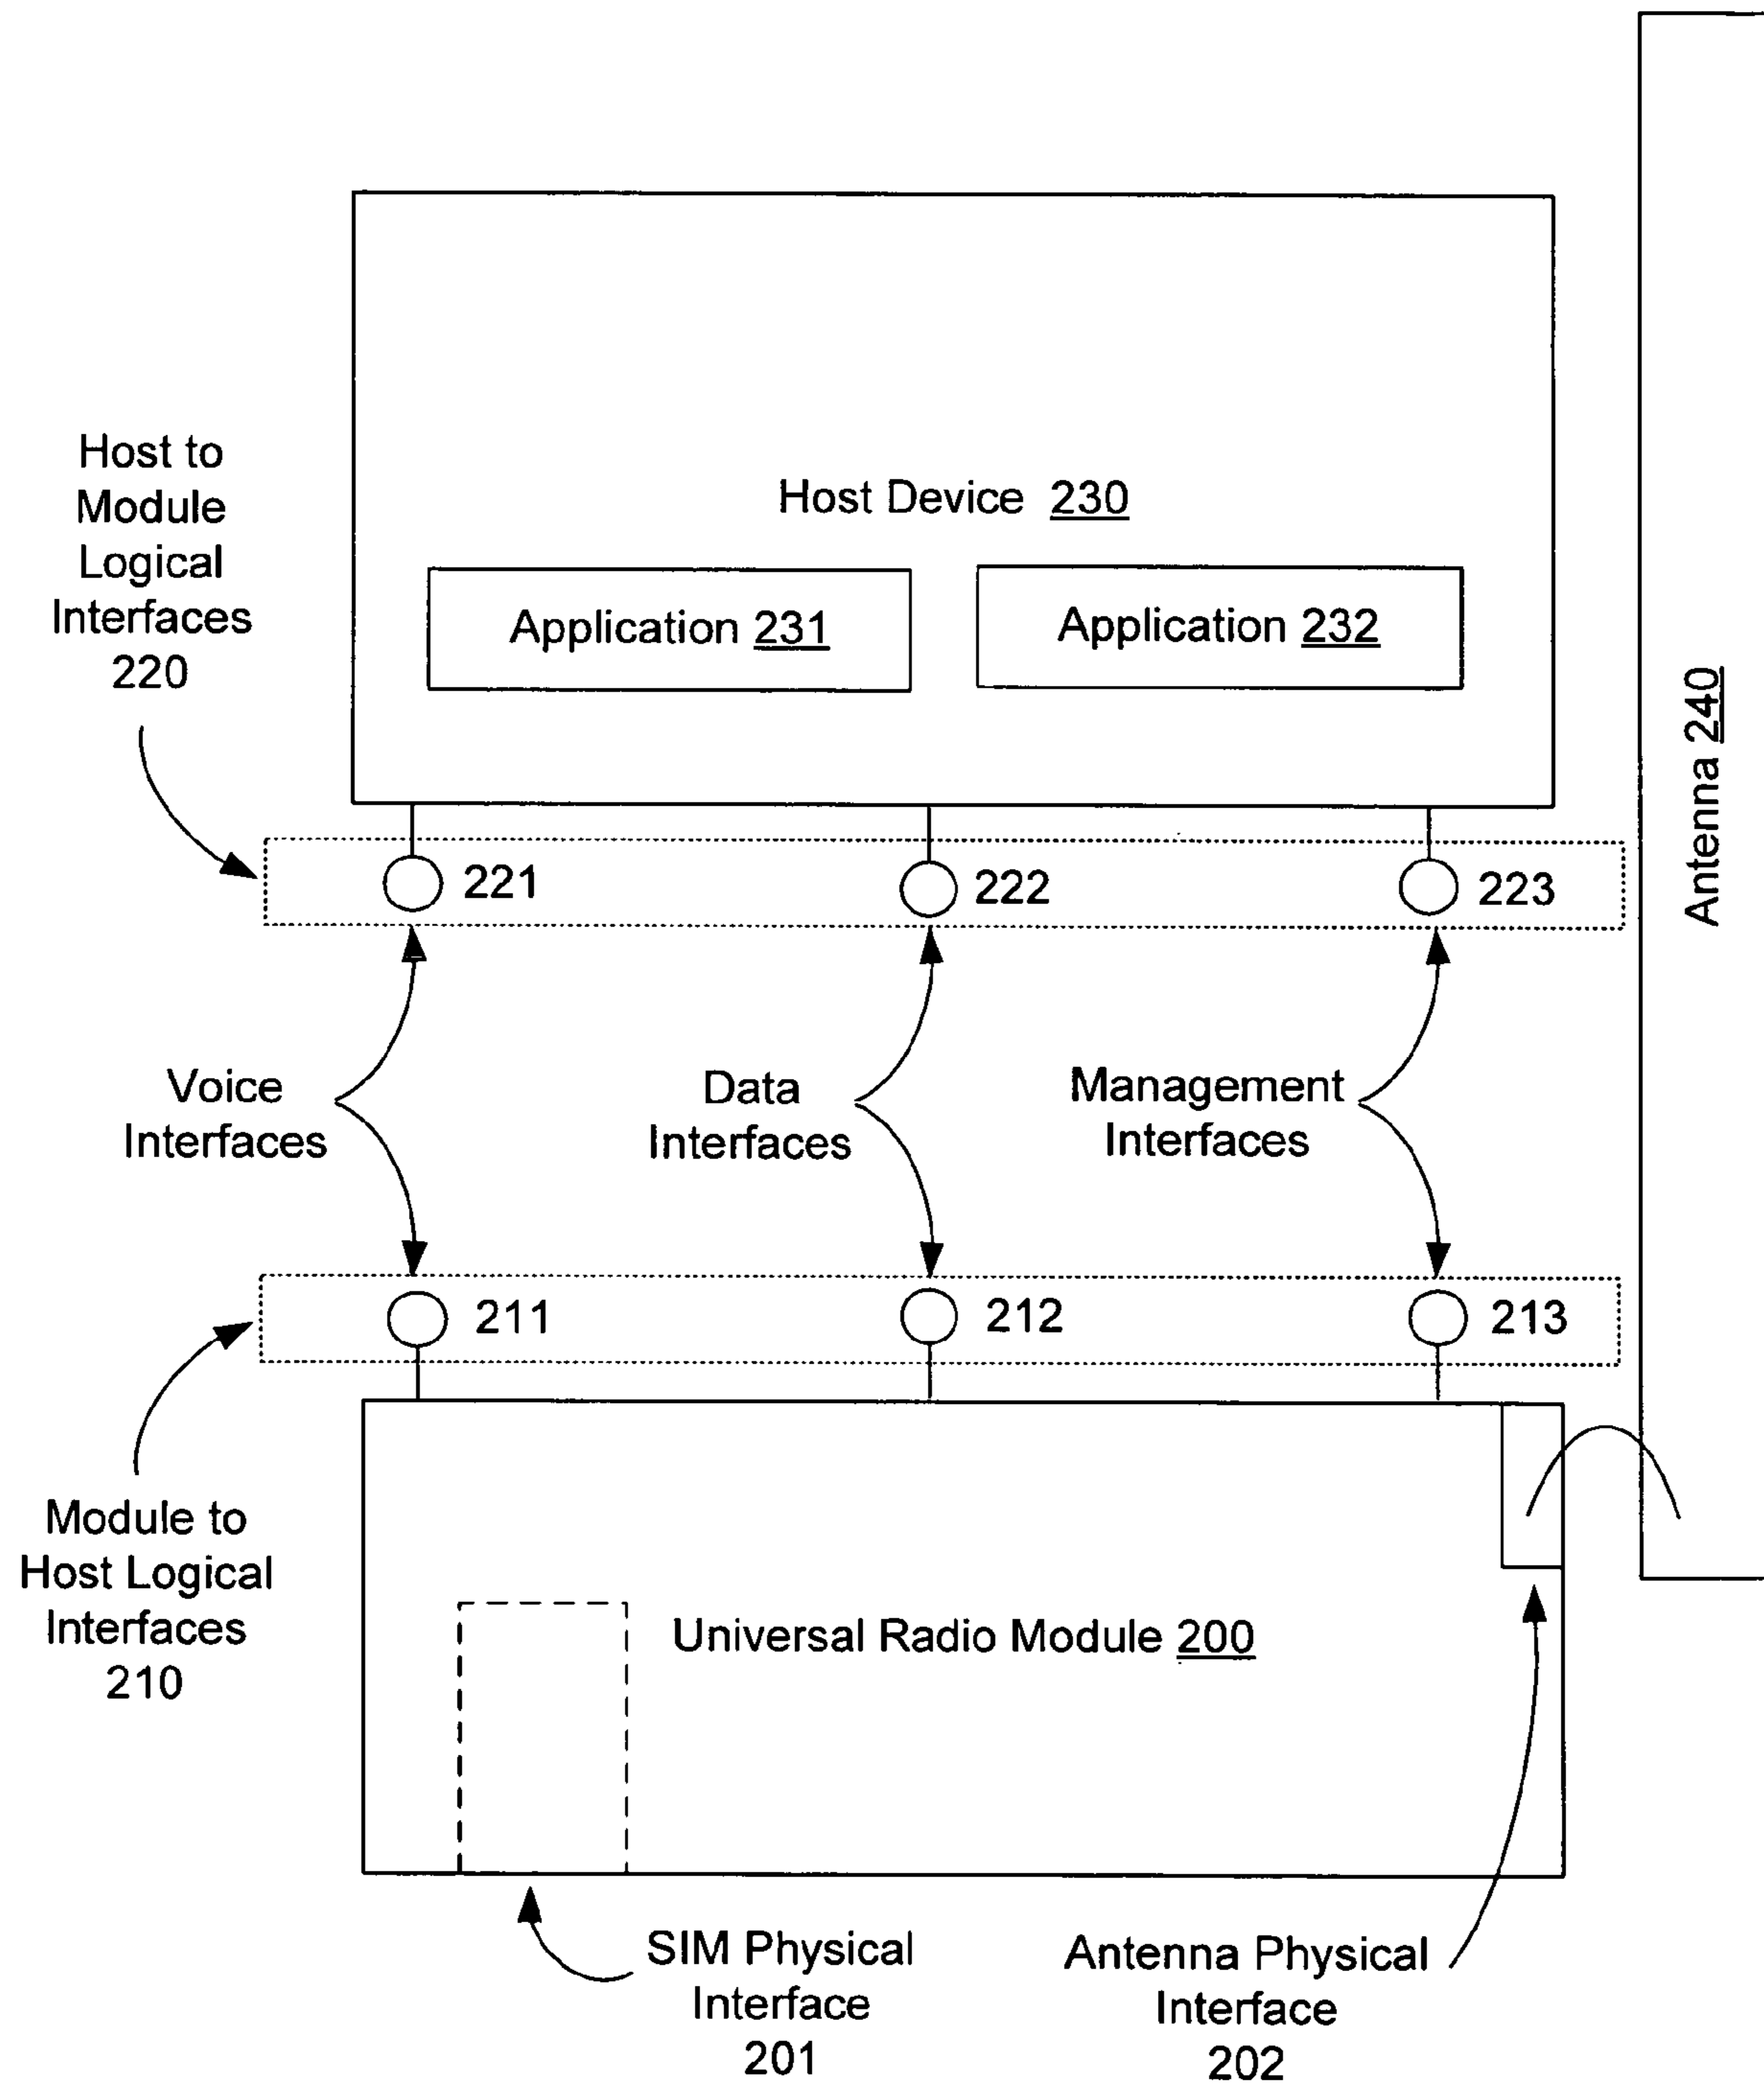 Host to
Module
Logical
Interfaces
220
Host Device 230
Application 231
Application 232
Antenna 240
221
222
223
Voice
Interfaces
Data
Interfaces
Management
Interfaces
211
212
213
Module to
Host Logical
Interfaces
210
Universal Radio Module 200
SIM Physical
Interface
201
Antenna Physical
Interface
202